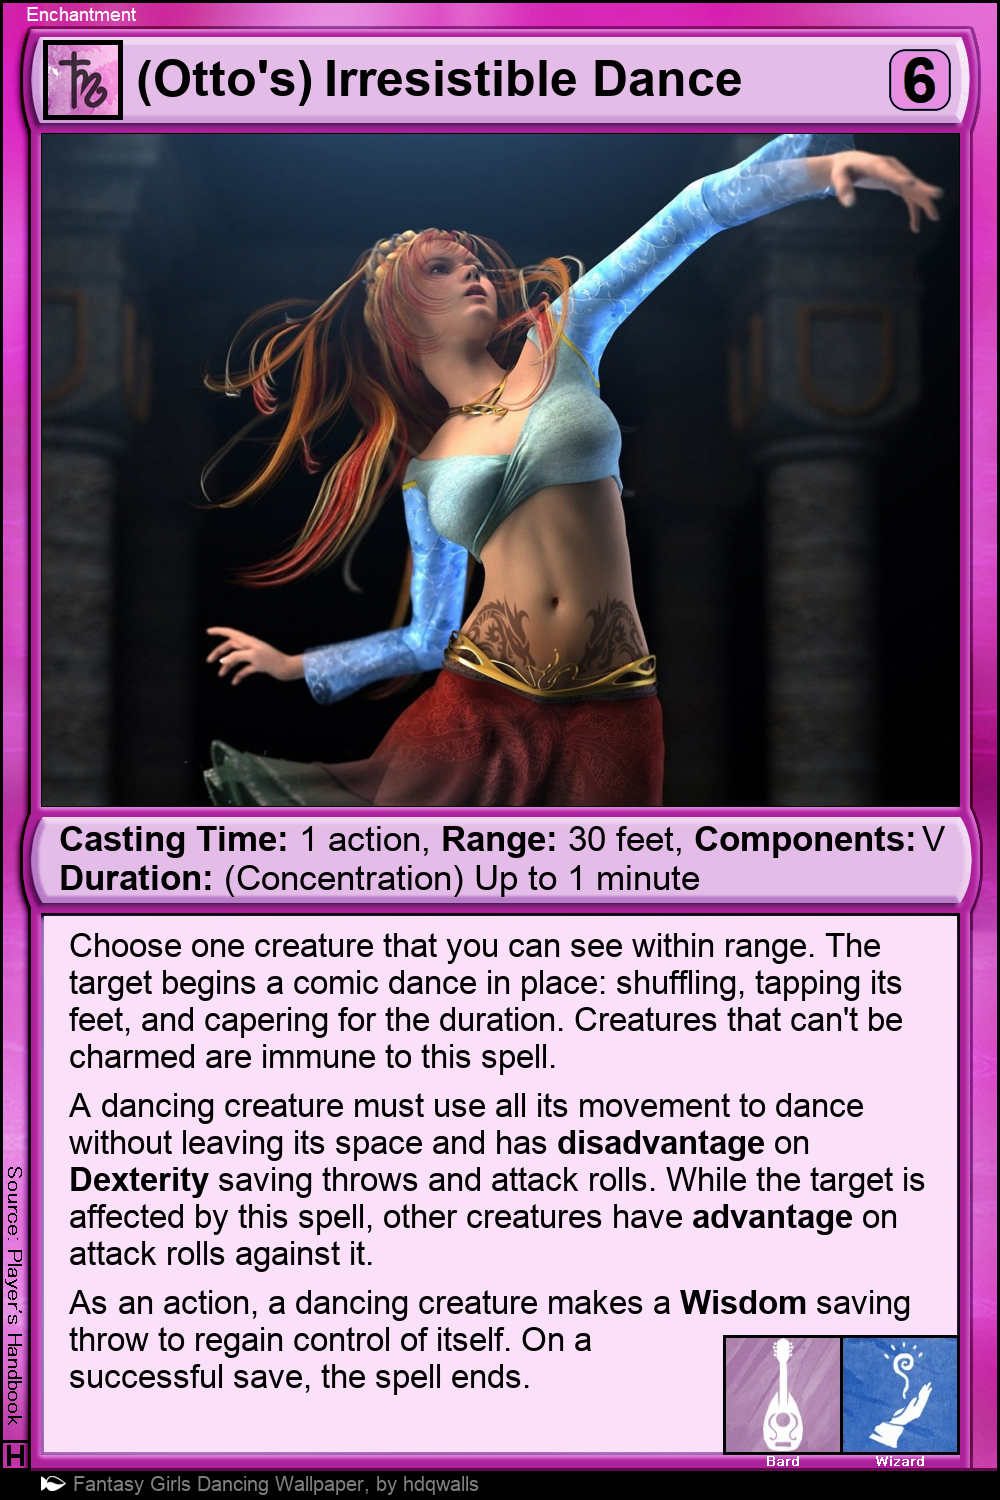 Enchantment
(Otto's) Irresistible Dance
6
Casting Time: 1 action, Range: 30 feet, Components: V
Duration: (Concentration) Up to 1 minute
Choose one creature that you can see within range. The
target begins a comic dance in place: shuffling, tapping its
feet, and capering for the duration. Creatures that can't be
charmed are immune to this spell.
A dancing creature must use all its movement to dance
without leaving its space and has disadvantage on
Dexterity saving throws and attack rolls. While the target is
affected by this spell, other creatures have advantage on
attack rolls against it.
As an action, a dancing creature makes a Wisdom saving
throw to regain control of itself. On a
successful save, the spell ends.
Bard
Wizard
Source: Player's Handbook
H
Fantasy Girls Dancing Wallpaper, by hdqwalls